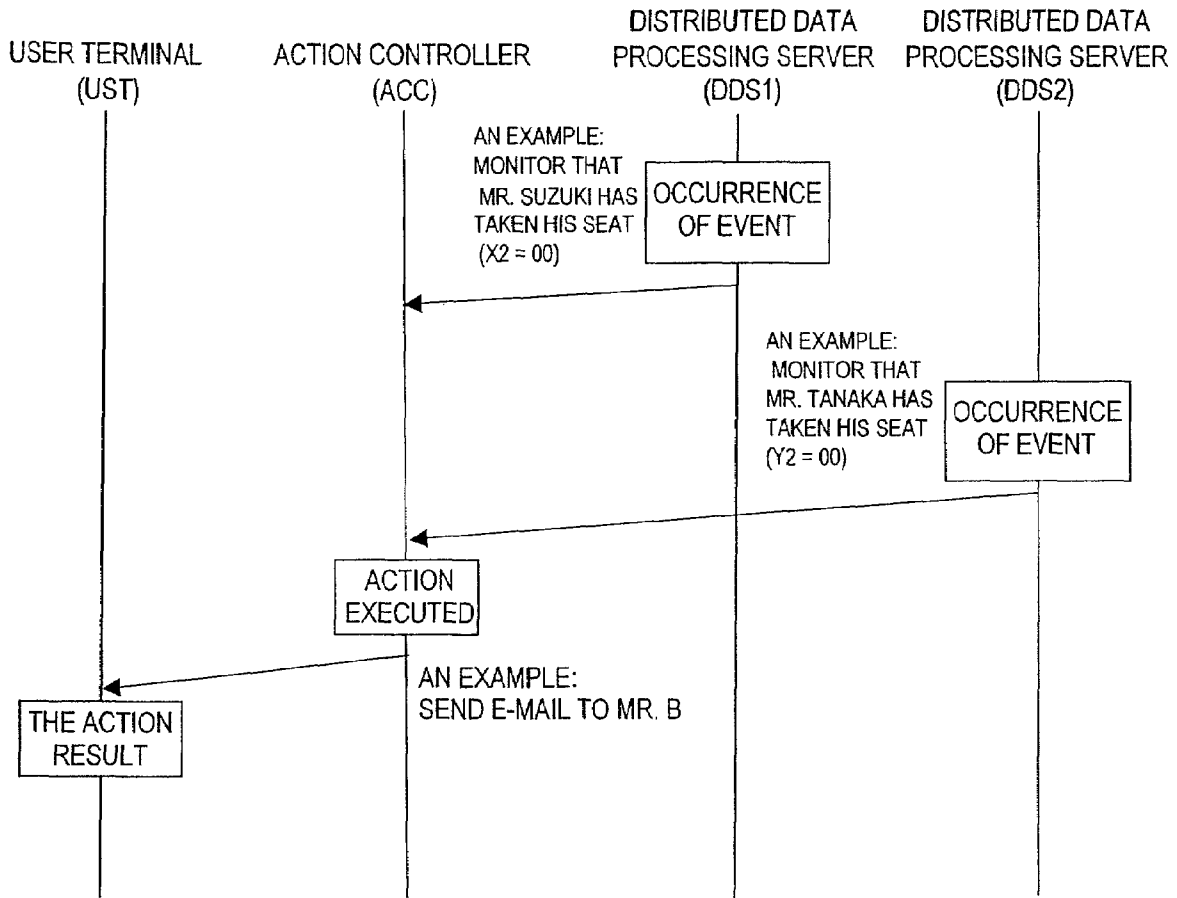 USER TERMINAL
(UST)
ACTION CONTROLLER
(ACC)
DISTRIBUTED DATA
PROCESSING SERVER
(DDS1)
DISTRIBUTED DATA
PROCESSING SERVER
(DDS2)
AN EXAMPLE:
MONITOR THAT
MR. SUZUKI HAS
TAKEN HIS SEAT
(X2 = 00)
OCCURRENCE
OF EVENT
AN EXAMPLE:
MONITOR THAT
MR. TANAKA HAS
TAKEN HIS SEAT
(Y2 = 00)
OCCURRENCE
OF EVENT
ACTION
EXECUTED
AN EXAMPLE:
SEND E-MAIL TO MR. B
THE ACTION
RESULT